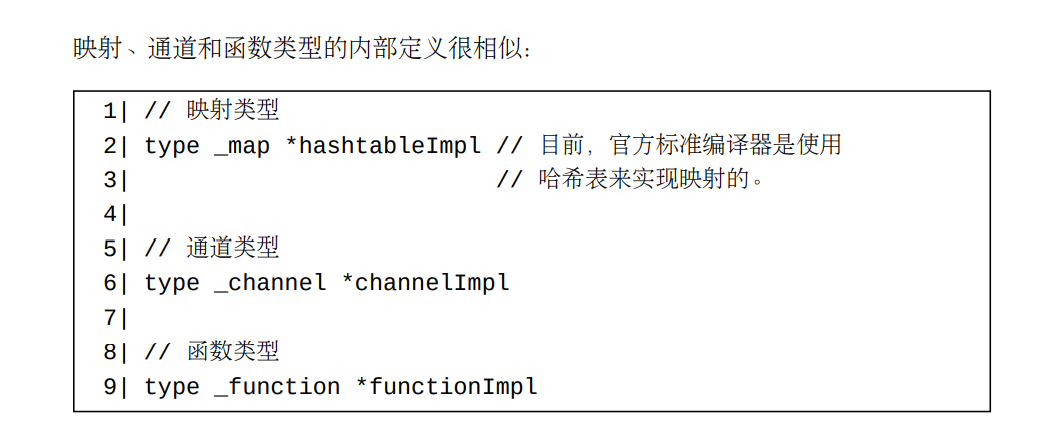 映射、通道和函数类型的内部定义很相似：
1| // 映射类型
2| type _map *hashtableImpl // 目前，官方标准编译器是使用
3|                          // 哈希表来实现映射的。
4|
5| // 通道类型
6| type _channel *channelImpl
7|
8| // 函数类型
9| type _function *functionImpl